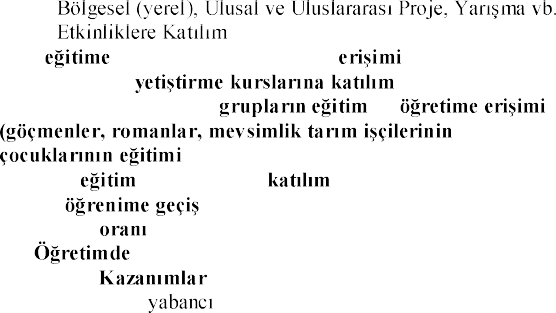 Bölgesel (yerel), Ulusal ve Uluslararası Proje, Yarışma vb.
Etkinliklere Katılım
eğitime erişimi
yetiştirme kurslarına katılım
grupların eğitim öğretime erişimi
(göçmenler, romanlar, mevsimlik tarım işçilerinin
çocuklarının eğitimi
eğitim katılım
öğrenime geçiş
oranı
Öğretimde
Kazanımlar
yabancı